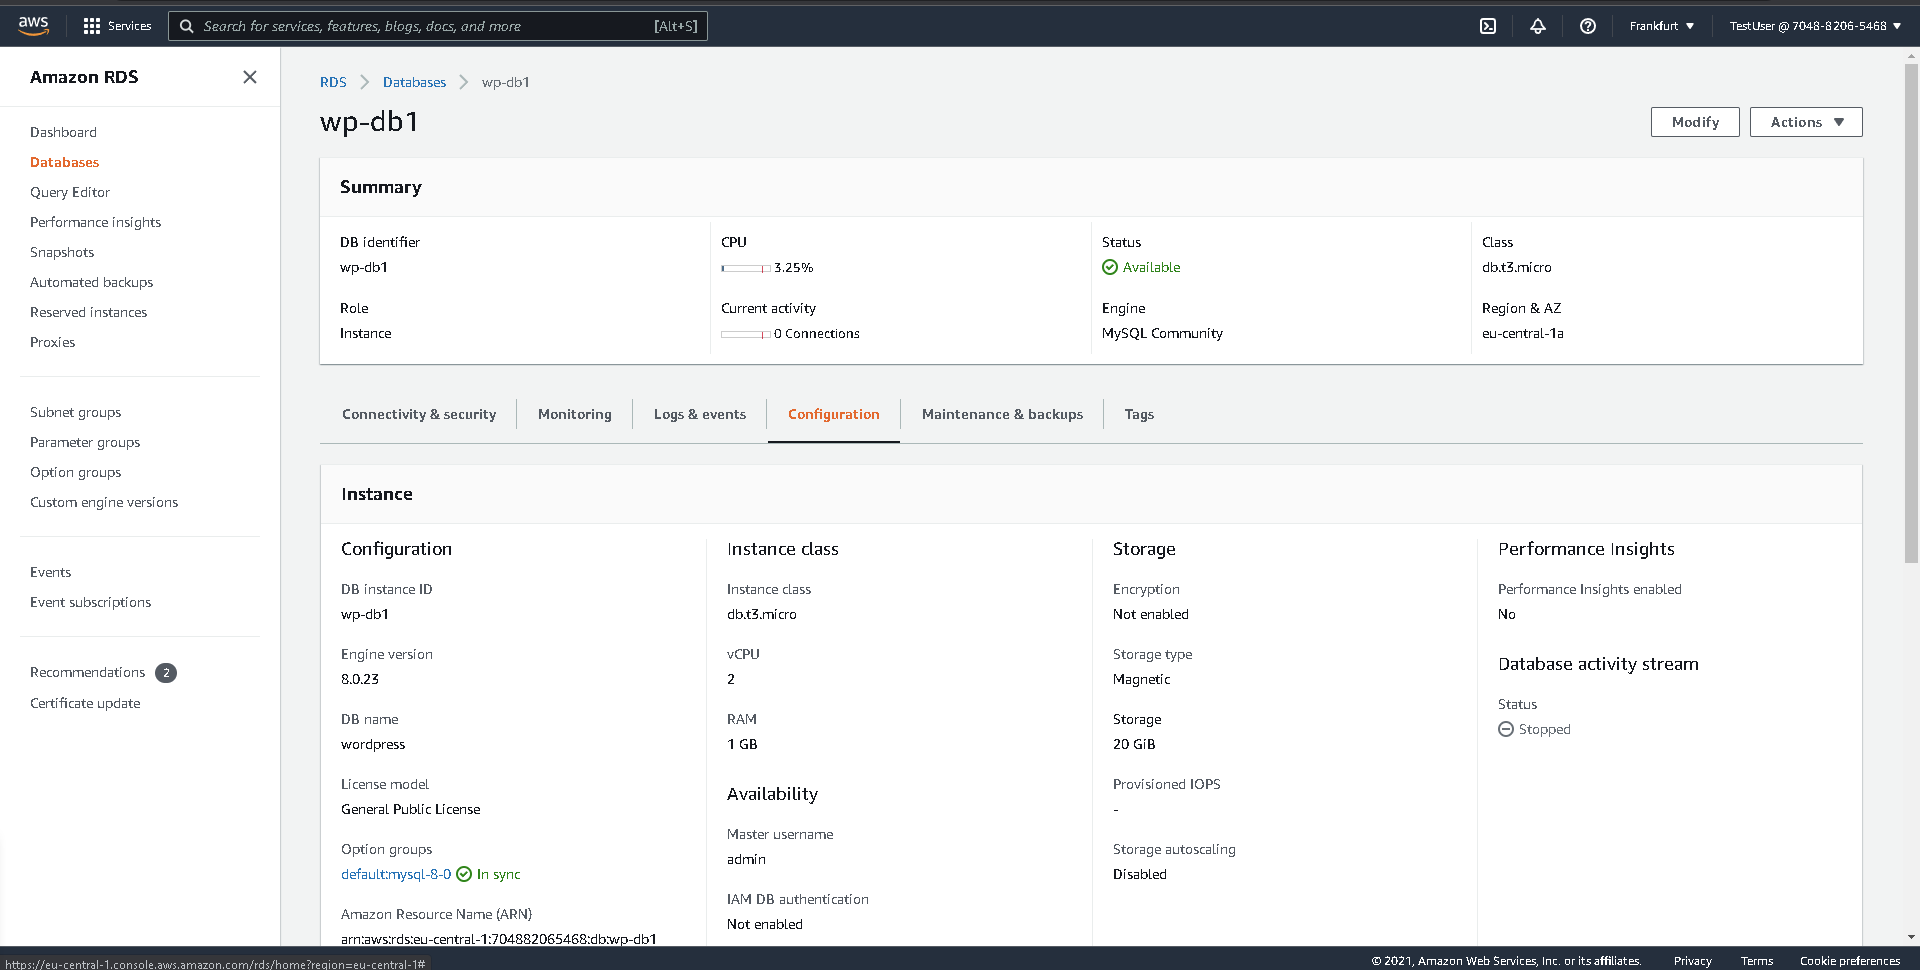 aws Services Search for services, features, blogs, docs, and more [Alt+S] Frankfurt ▼ TestUser @ 7048-8206-5468 ▼
Amazon RDS
Dashboard
Databases
Query Editor
Performance insights
Snapshots
Automated backups
Reserved instances
Proxies
Subnet groups
Parameter groups
Option groups
Custom engine versions
Events
Event subscriptions
Recommendations 2
Certificate update
RDS > Databases > wp-db1
wp-db1
Modify Actions ▼
Summary
DB identifier
wp-db1
Role
Instance
CPU
3.25%
Current activity
0 Connections
Status
Available
Engine
MySQL Community
Class
db.t3.micro
Region & AZ
eu-central-1a
Connectivity & security Monitoring Logs & events Configuration Maintenance & backups Tags
Instance
Configuration
DB instance ID
wp-db1
Engine version
8.0.23
DB name
wordpress
License model
General Public License
Option groups
default:mysql-8-0 In sync
Amazon Resource Name (ARN)
arn:aws:rds:eu-central-1:704882065468:db:wp-db1
Instance class
Instance class
db.t3.micro
vCPU
2
RAM
1 GB
Availability
Master username
admin
IAM DB authentication
Not enabled
Storage
Encryption
Not enabled
Storage type
Magnetic
Storage
20 GiB
Provisioned IOPS
-
Storage autoscaling
Disabled
Performance Insights
Performance Insights enabled
No
Database activity stream
Status
Stopped
https://eu-central-1.console.aws.amazon.com/rds/home?region=eu-central-1#
© 2021, Amazon Web Services, Inc. or its affiliates. Privacy Terms Cookie preferences